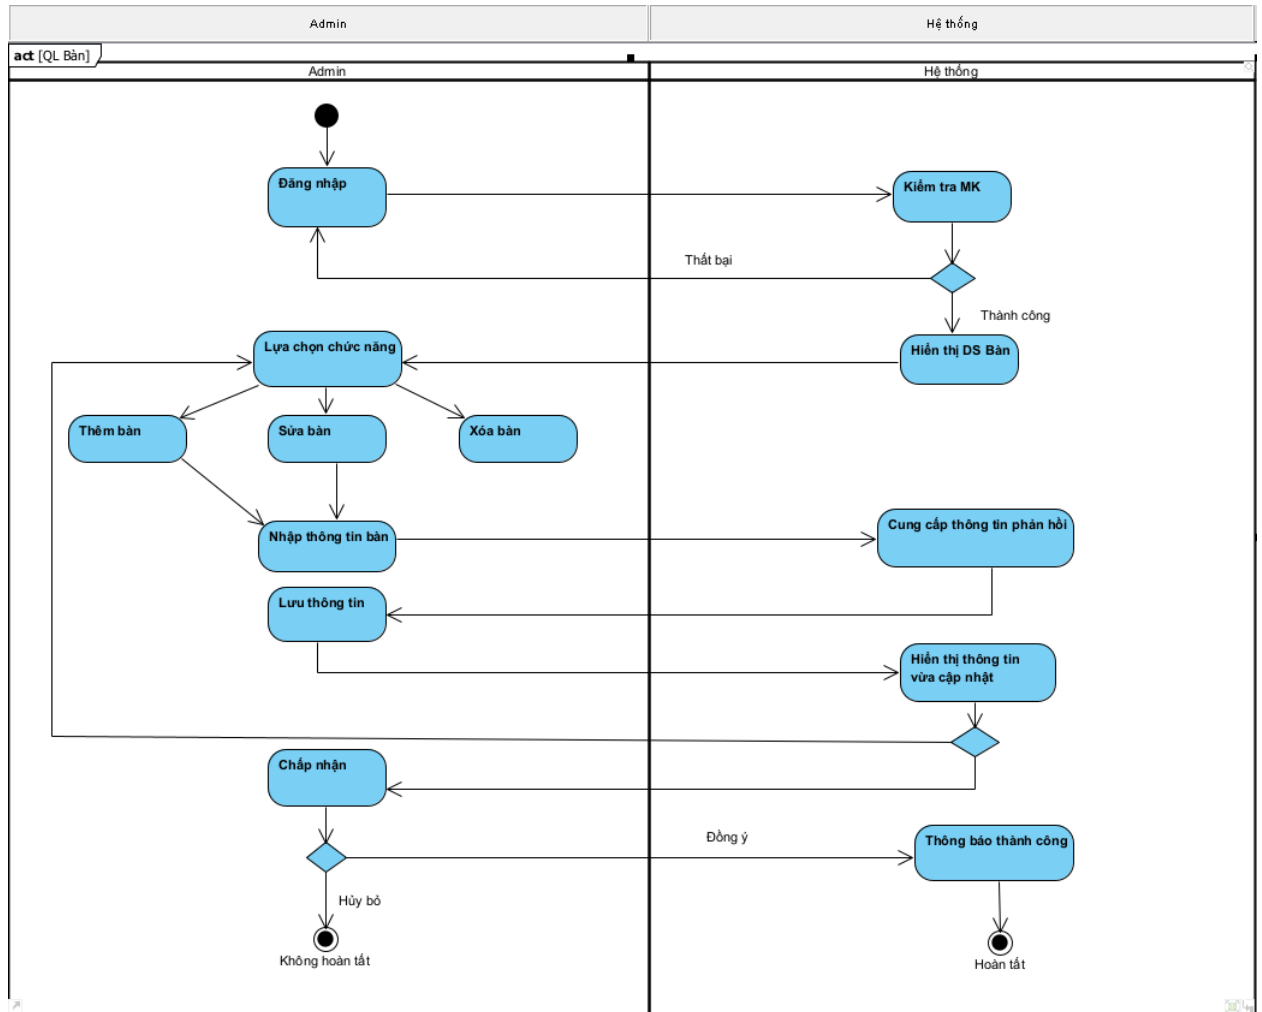 Admin
Hệ thống
act [QL Bàn]
Admin
Hệ thống
Đăng nhập
Kiểm tra MK
Thất bại
Thành công
Lựa chọn chức năng
Hiển thị DS Bàn
Thêm bàn
Sửa bàn
Xóa bàn
Nhập thông tin bàn
Cung cấp thông tin phản hồi
Lưu thông tin
Hiển thị thông tin
vừa cập nhật
Chấp nhận
Đồng ý
Thông báo thành công
Hủy bỏ
Không hoàn tất
Hoàn tất